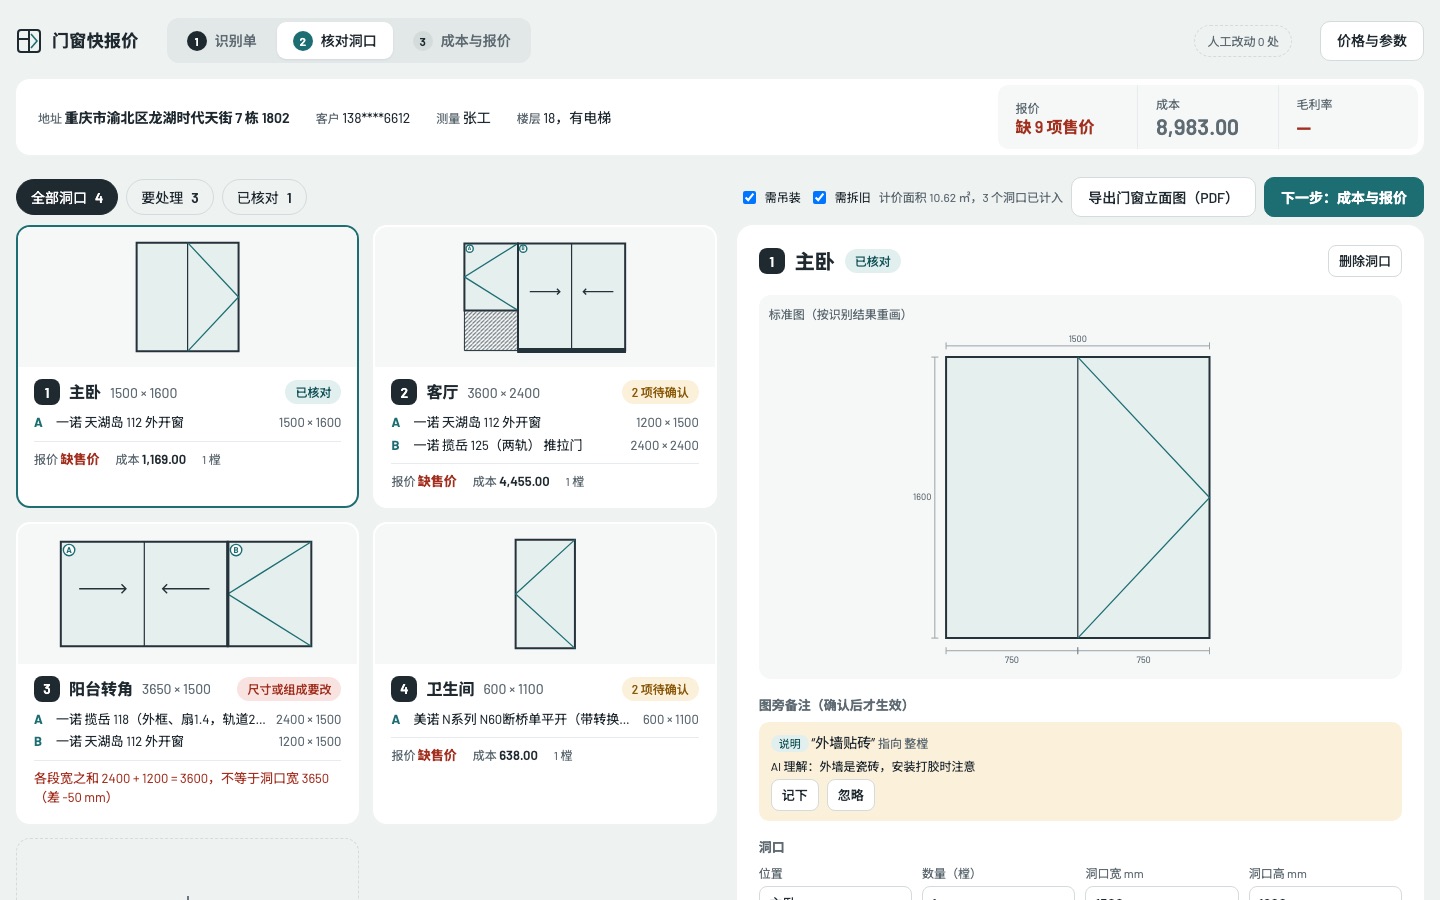 门窗快报价
1 识别单
2 核对洞口
3 成本与报价
人工改动 0 处
价格与参数
地址 重庆市渝北区龙湖时代天街 7 栋 1802 客户 138****6612 测量 张工 楼层 18，有电梯
报价
缺 9 项售价
成本
8,983.00
毛利率
—
全部洞口 4
要处理 3
已核对 1
需吊装 需拆旧 计价面积 10.62 ㎡，3 个洞口已计入
导出门窗立面图（PDF）
下一步：成本与报价
1 主卧 1500 × 1600 已核对
A 一诺 天湖岛 112 外开窗 1500 × 1600
报价 缺售价 成本 1,169.00 1 樘
A B
2 客厅 3600 × 2400 2 项待确认
A 一诺 天湖岛 112 外开窗 1200 × 1500
B 一诺 揽岳 125（两轨） 推拉门 2400 × 2400
报价 缺售价 成本 4,455.00 1 樘
A B
3 阳台转角 3650 × 1500 尺寸或组成要改
A 一诺 揽岳 118（外框、扇1.4，轨道2... 2400 × 1500
B 一诺 天湖岛 112 外开窗 1200 × 1500
各段宽之和 2400 + 1200 = 3600，不等于洞口宽 3650
（差 -50 mm）
4 卫生间 600 × 1100 2 项待确认
A 美诺 N系列 N60断桥单平开（带转换... 600 × 1100
报价 缺售价 成本 638.00 1 樘
1 主卧 已核对
删除洞口
标准图（按识别结果重画）
1500
1600
750 750
图旁备注（确认后才生效）
说明 “外墙贴砖” 指向 整樘
AI 理解：外墙是瓷砖，安装打胶时注意
记下 忽略
洞口
位置 数量（樘） 洞口宽 mm 洞口高 mm